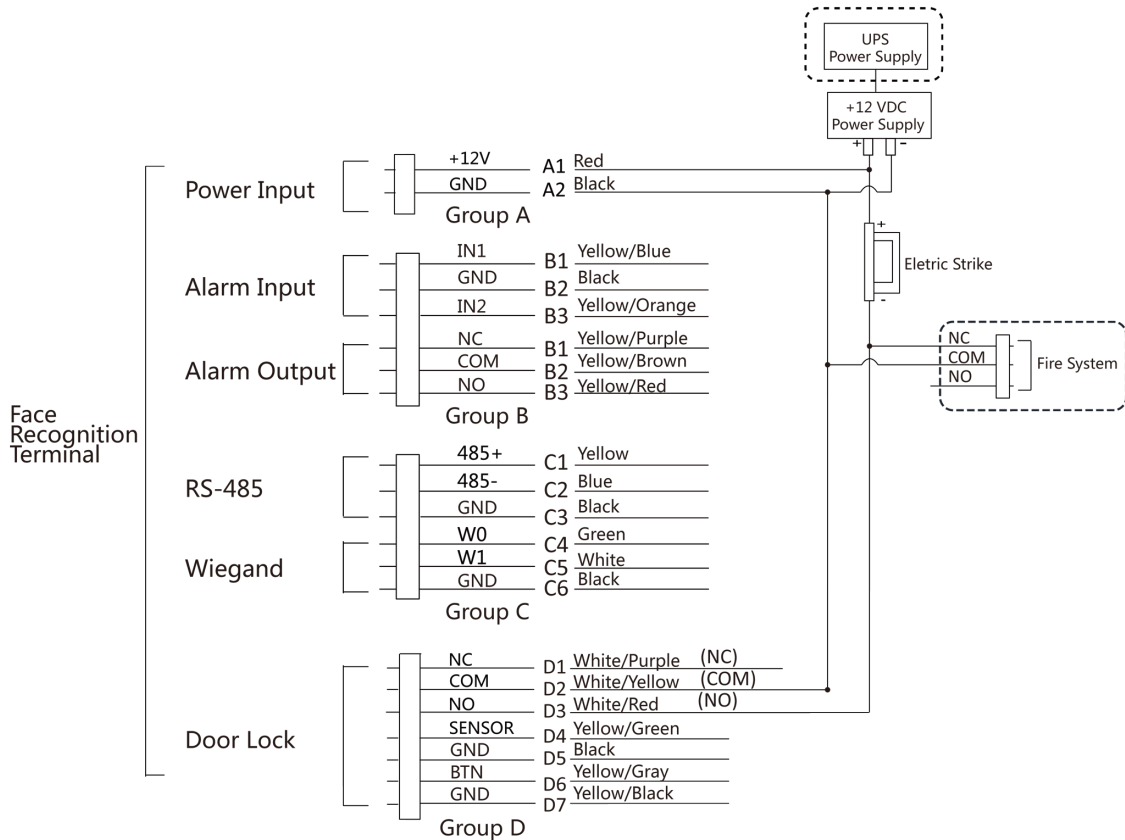 UPS
Power Supply
+12 VDC
Power Supply
+ -
Face
Recognition
Terminal
Power Input
+12V A1 Red
GND A2 Black
Group A
+
Eletric Strike
-
Alarm Input
IN1 B1 Yellow/Blue
GND B2 Black
IN2 B3 Yellow/Orange
Alarm Output
NC B1 Yellow/Purple
COM B2 Yellow/Brown
NO B3 Yellow/Red
Group B
NC
COM
NO
Fire System
RS-485
485+ C1 Yellow
485- C2 Blue
GND C3 Black
Wiegand
W0 C4 Green
W1 C5 White
GND C6 Black
Group C
Door Lock
NC D1 White/Purple (NC)
COM D2 White/Yellow (COM)
NO D3 White/Red (NO)
SENSOR D4 Yellow/Green
GND D5 Black
BTN D6 Yellow/Gray
GND D7 Yellow/Black
Group D